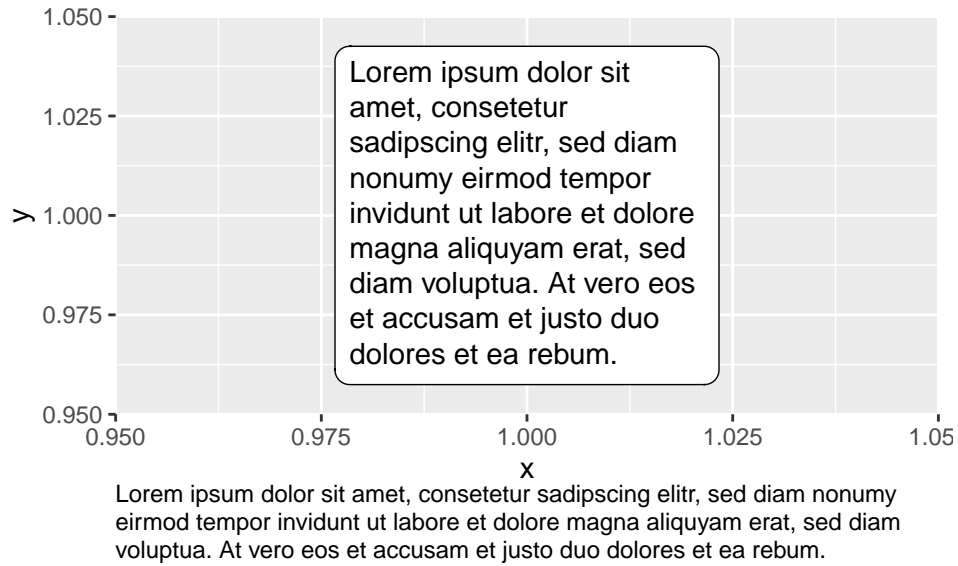 1.050
Lorem ipsum dolor sit
amet, consetetur
1.025
sadipscing elitr, sed diam
nonumy eirmod tempor
y
1.000
invidunt ut labore et dolore
magna aliquyam erat, sed
diam voluptua. At vero eos
0.975
et accusam et justo duo
dolores et ea rebum.
0.950
0.950 0.975 1.000 1.025 1.05
x
Lorem ipsum dolor sit amet, consetetur sadipscing elitr, sed diam nonumy
eirmod tempor invidunt ut labore et dolore magna aliquyam erat, sed diam
voluptua. At vero eos et accusam et justo duo dolores et ea rebum.